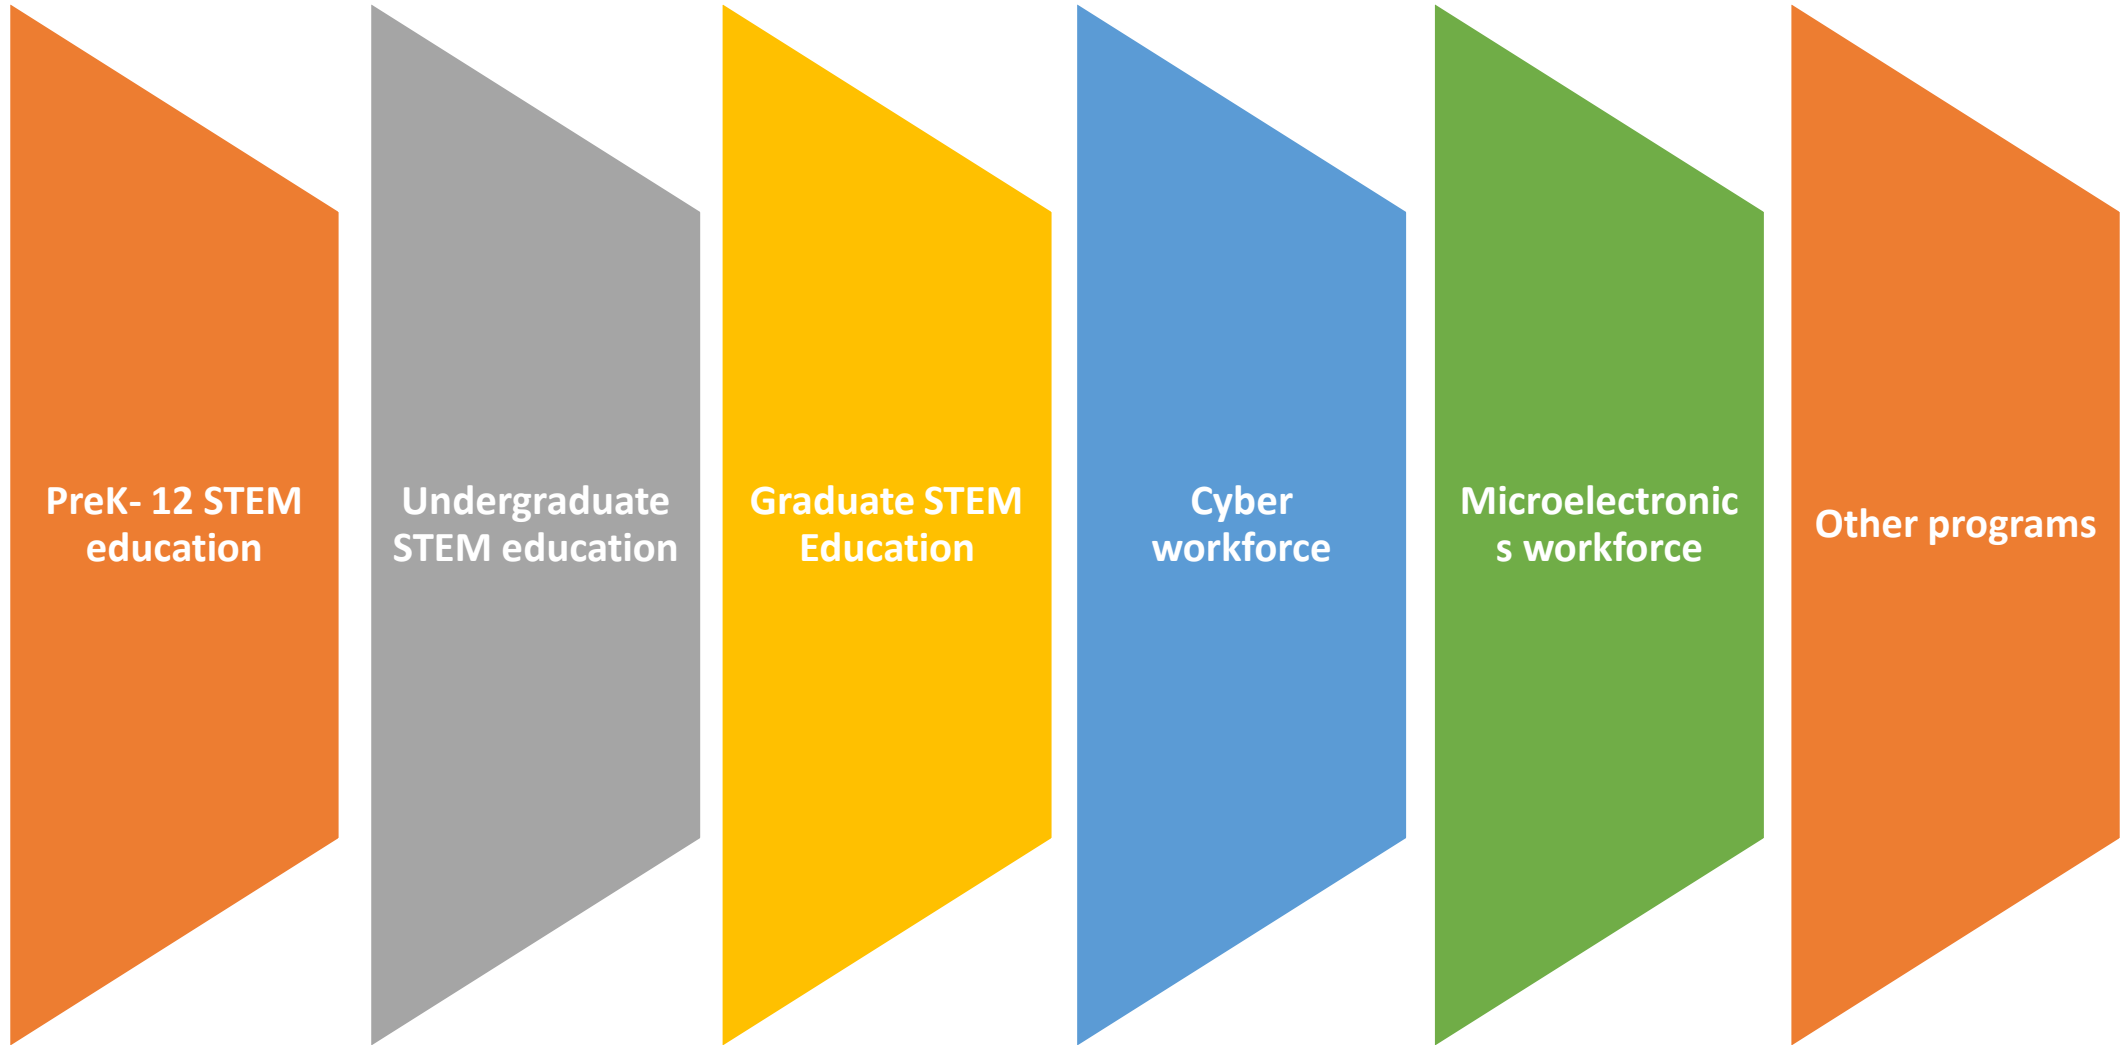 PreK- 12 STEM
education
Undergraduate
STEM education
Graduate STEM
Education
Cyber
workforce
Microelectronic
s workforce
Other programs